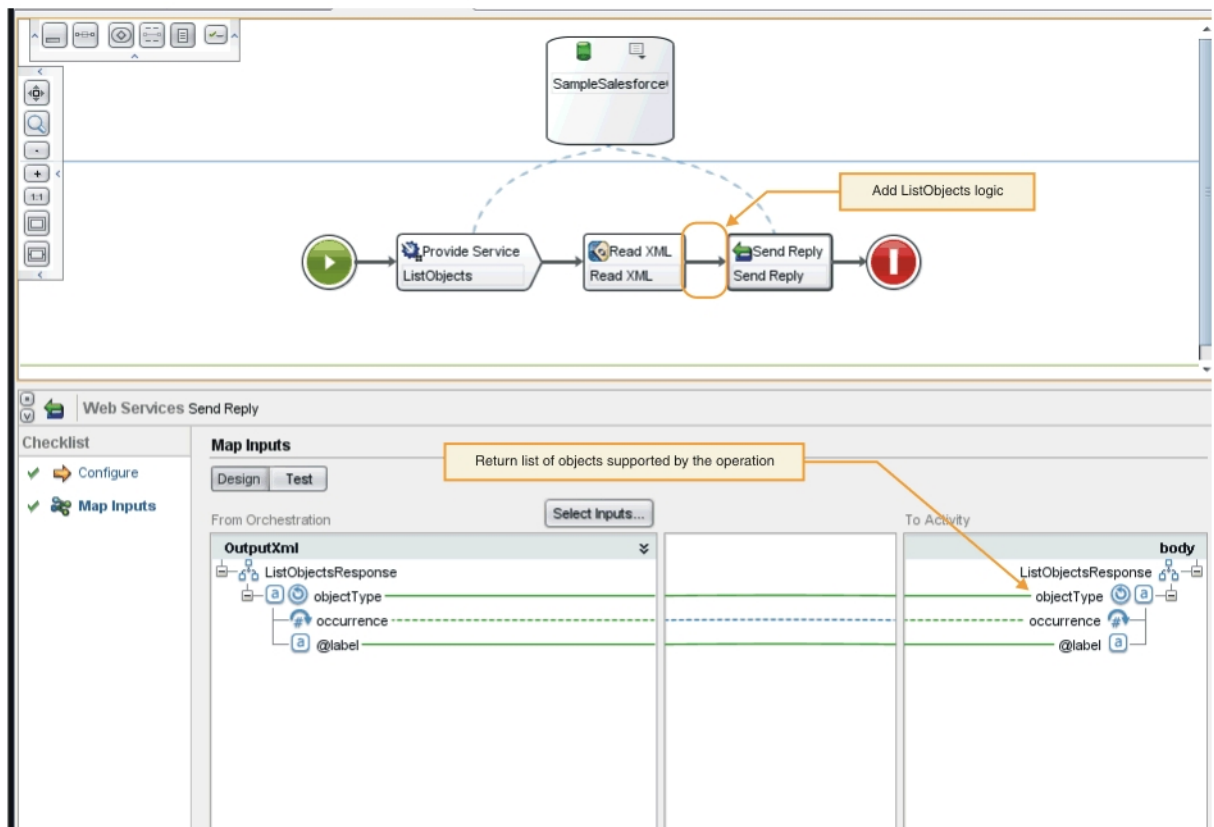 SampleSalesforce
Add ListObjects logic
Provide Service
ListObjects
Read XML
Read XML
Send Reply
Send Reply
1:1
Web Services Send Reply
Checklist
Configure
Map Inputs
Map Inputs
Return list of objects supported by the operation
Design
Test
From Orchestration
Select Inputs...
To Activity
OutputXml
body
ListObjectsResponse
ListObjectsResponse
a
objectType
objectType
a
#
occurrence
occurrence
#
a
@label
@label
a